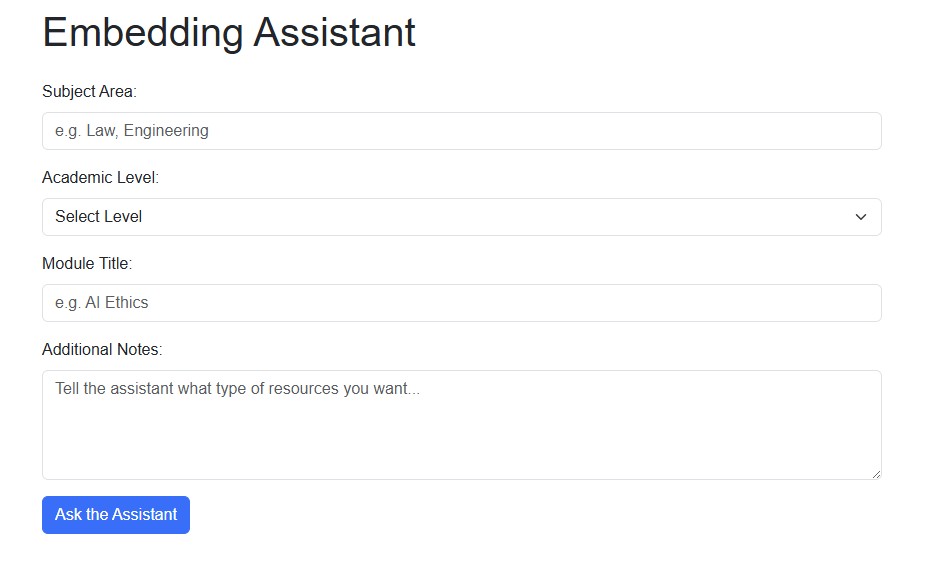 Embedding Assistant
Subject Area:
e.g. Law, Engineering
Academic Level:
Select Level
Module Title:
e.g. AI Ethics
Additional Notes:
Tell the assistant what type of resources you want...
Ask the Assistant